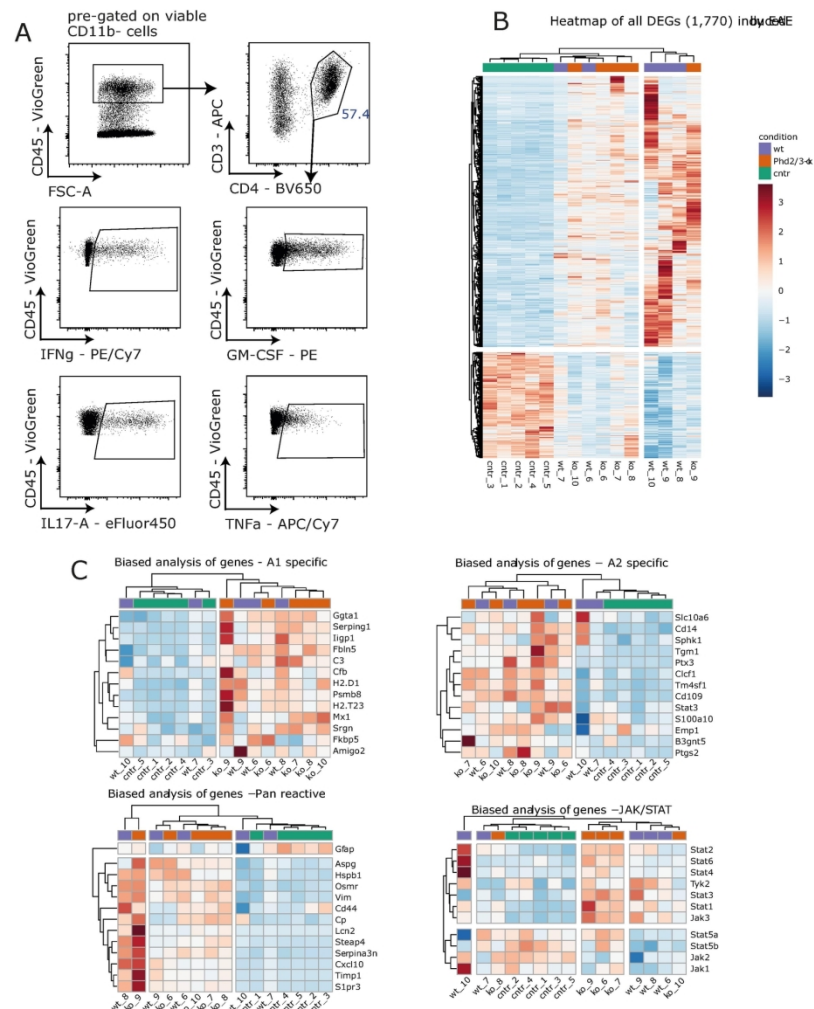 A
pre-gated on viable
CD11b- cells
CD45 - VioGreen
FSC-A
CD3 - APC
57.4
CD4 - BV650
CD45 - VioGreen
IFNg - PE/Cy7
CD45 - VioGreen
GM-CSF - PE
CD45 - VioGreen
IL17-A - eFluor450
CD45 - VioGreen
TNFa - APC/Cy7
B
Heatmap of all DEGs (1,770)
EAE
condition
wt
Phd2/3
cntr
3
2
1
0
−1
−2
−3
cntr_3
cntr_1
cntr_2
cntr_4
cntr_5
wt_7
ko_10
wt_6
ko_6
ko_7
ko_8
wt_10
wt_9
wt_8
ko_9
C
Biased analysis of genes - A1 specific
Ggta1
Serping1
Iigp1
Fbln5
C3
Cfb
H2.D1
Psmb8
H2.T23
Mx1
Srgn
Fkbp5
Amigo2
wt_10
cntr_5
cntr_1
cntr_2
cntr_4
wt_7
cntr_3
ko_9
wt_9
wt_6
ko_6
wt_8
ko_7
ko_8
ko_10
Biased analysis of genes − A2 specific
Slc10a6
Cd14
Sphk1
Tgm1
Ptx3
Clcf1
Tm4sf1
Cd109
Stat3
S100a10
Emp1
B3gnt5
Ptgs2
ko_7
wt_6
ko_10
wt_8
ko_8
ko_9
wt_9
ko_6
wt_10
wt_7
cntr_4
cntr_3
cntr_1
cntr_2
cntr_5
Biased analysis of genes −Pan reactive
Gfap
Aspg
Hspb1
Osmr
Vim
Cd44
Cp
Lcn2
Steap4
Serpina3n
Cxcl10
Timp1
S1pr3
wt_8
ko_9
wt_9
ko_6
wt_6
ko_10
ko_7
ko_8
wt_10
cntr_1
wt_7
cntr_4
cntr_5
cntr_2
cntr_3
Biased analysis of genes −JAK/STAT
Stat2
Stat6
Stat4
Tyk2
Stat3
Stat1
Jak3
Stat5a
Stat5b
Jak2
Jak1
wt_10
wt_7
ko_8
cntr_2
cntr_4
cntr_1
cntr_3
cntr_5
ko_9
ko_6
ko_7
wt_9
wt_8
wt_6
ko_10